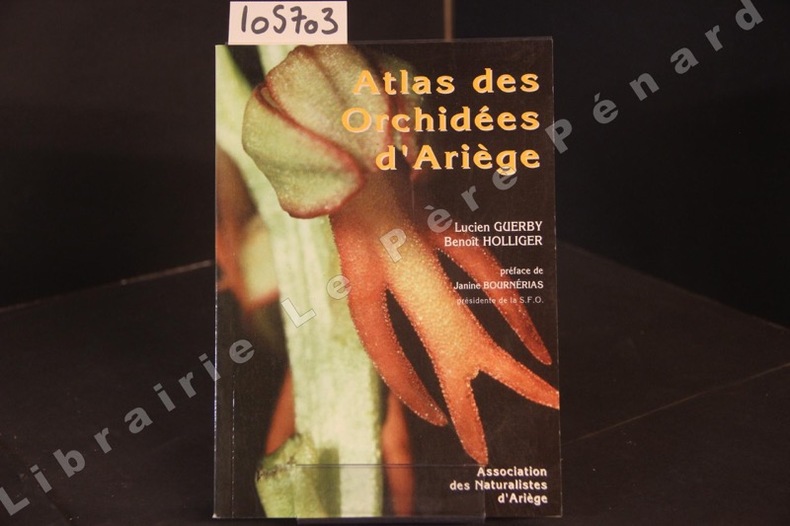 105703
Atlas des
Orchidées
d'Ariège
Lucien GUERBY
Benoît HOLLIGER
préface de
Janine BOURNÉRIAS
présidente de la S.F.O.
Association
des Naturalistes
d'Ariège
Librairie Le Père Pénard